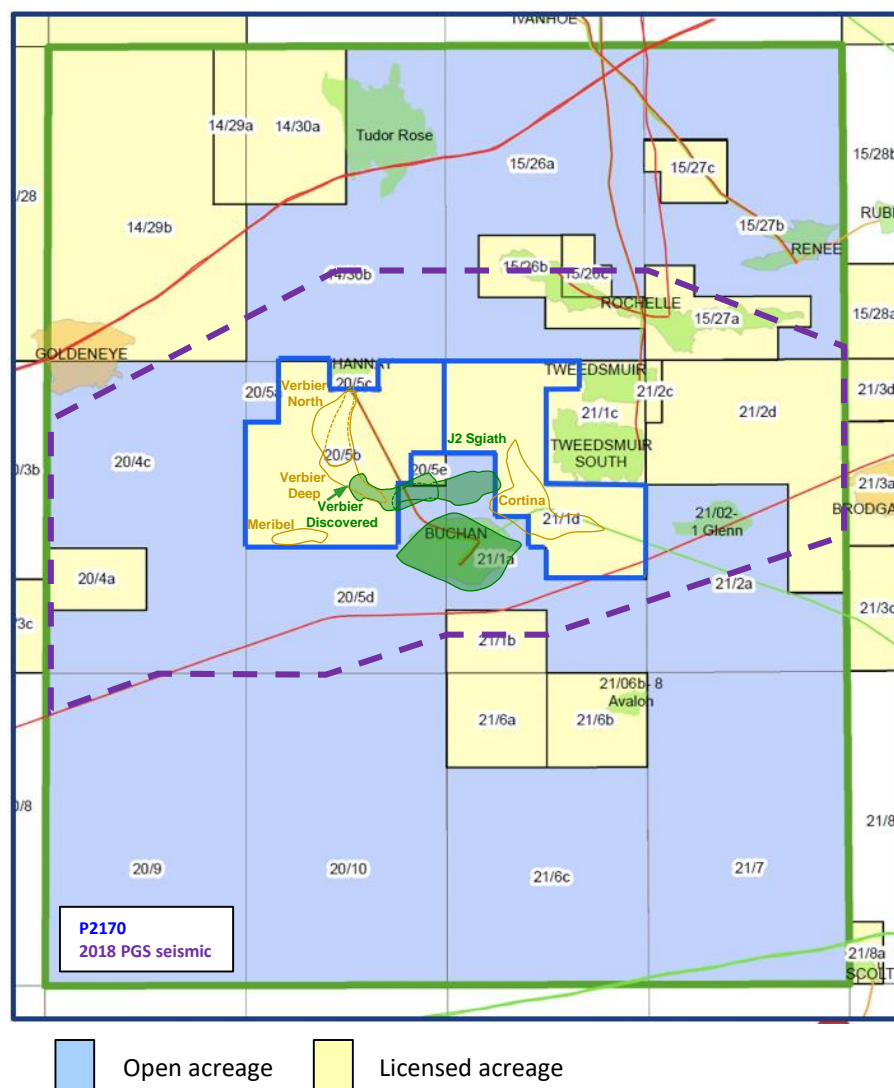 IVANHOE
14/29a
14/30a
Tudor Rose
15/26a
15/27c
15/28b
/28
14/29b
15/27b
RUBI
RENEE
14/30b
15/26b
15/26c
ROCHELLE
15/27a
15/28a
GOLDENEYE
HANNAY
TWEEDSMUIR
20/5a
Verbier
North
20/5c
21/2c
21/3d
21/1c
21/2d
J2 Sgiath
TWEEDSMUIR
SOUTH
0/3b
20/4c
20/5b
20/5e
21/3a
Verbier
Deep
Cortina
Verbier
Discovered
BRODGA
Meribel
21/1d
21/02-
1 Glenn
BUCHAN
21/1a
20/4a
21/2a
20/5d
/3c
21/3c
21/1b
21/06b- 8
Avalon
21/6a
21/6b
0/8
21/8
20/9
20/10
21/6c
21/7
P2170
2018 PGS seismic
21/8a
SCOLT
Open acreage
Licensed acreage